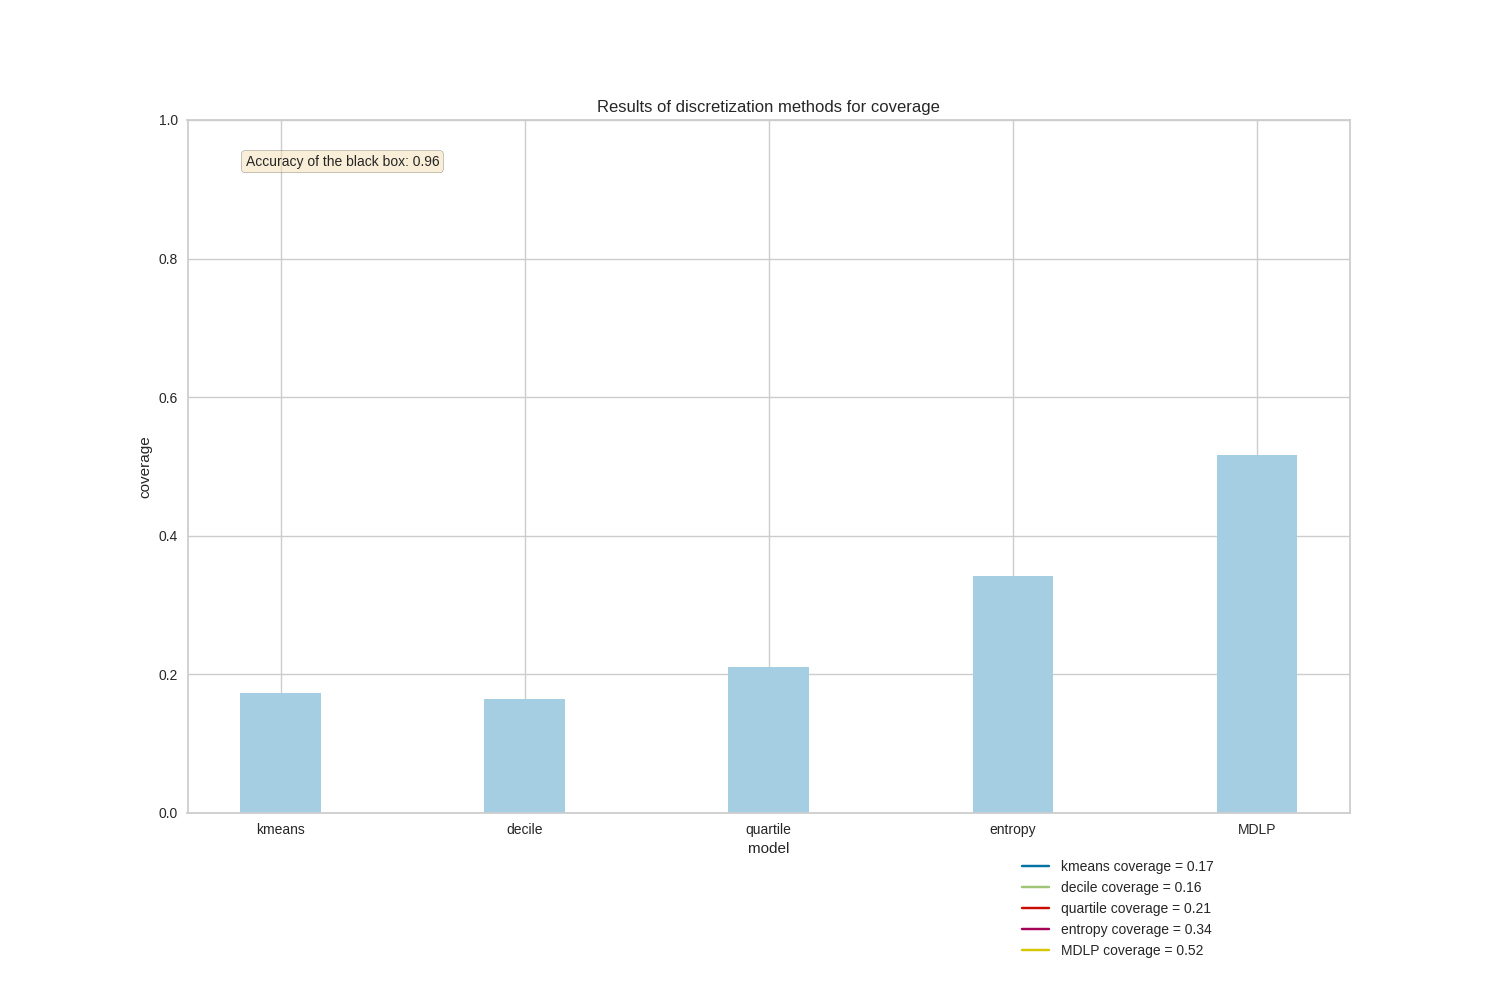 Results of discretization methods for coverage
1.0
Accuracy of the black box: 0.96
0.8
0.6
coverage
0.4
0.2
0.0
kmeans decile quartile entropy MDLP
model
kmeans coverage = 0.17
decile coverage = 0.16
quartile coverage = 0.21
entropy coverage = 0.34
MDLP coverage = 0.52